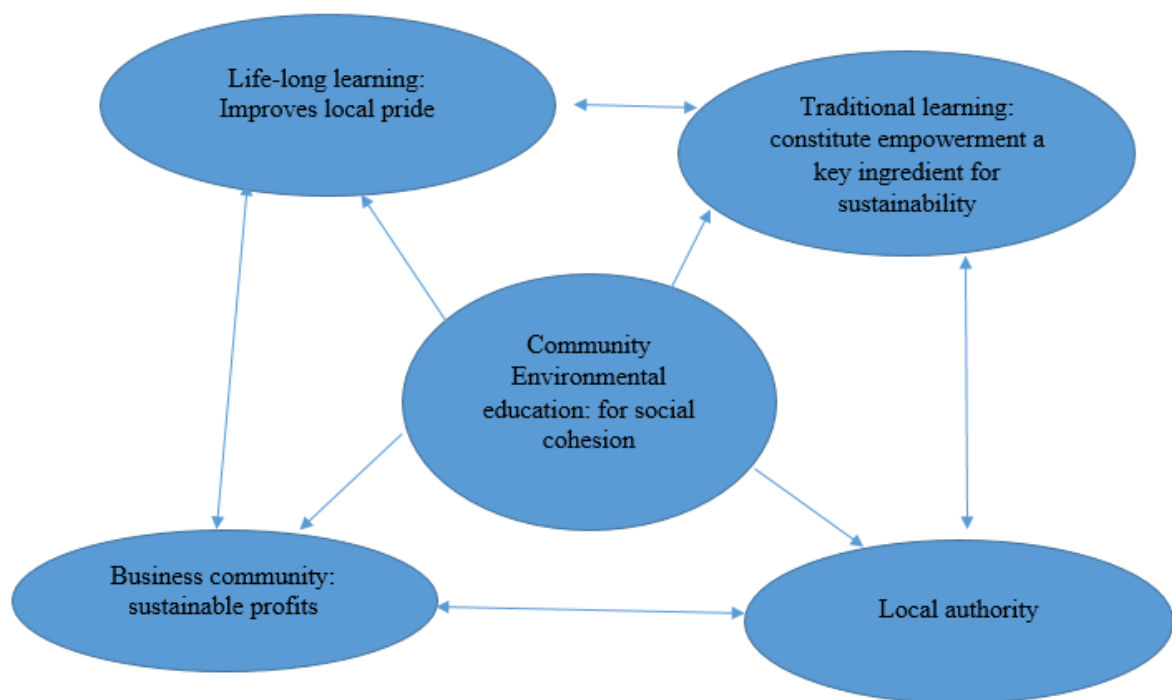 Life-long learning:
Improves local pride
Traditional learning:
constitute empowerment a
key ingredient for
sustainability
Community
Environmental
education: for social
cohesion
Business community:
sustainable profits
Local authority